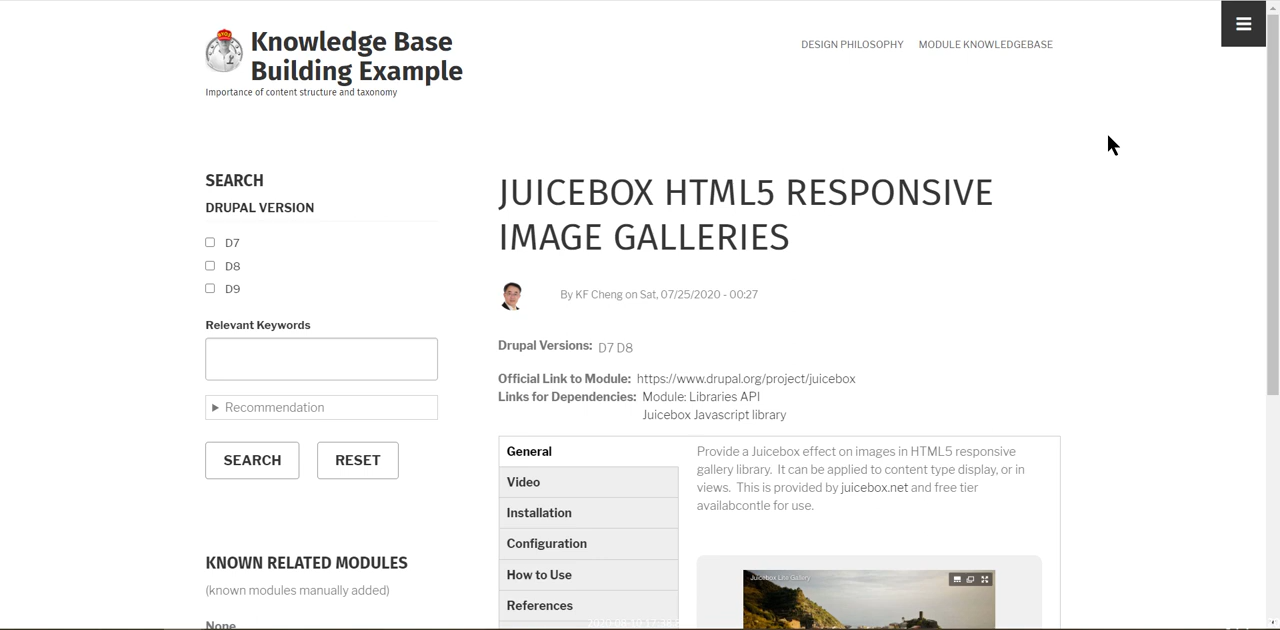 Knowledge Base
Building Example
Importance of content structure and taxonomy
DESIGN PHILOSOPHY MODULE KNOWLEDGEBASE
SEARCH
DRUPAL VERSION
D7
D8
D9
Relevant Keywords
Recommendation
SEARCH RESET
KNOWN RELATED MODULES
(known modules manually added)
None
JUICEBOX HTML5 RESPONSIVE
IMAGE GALLERIES
By KF Cheng on Sat, 07/25/2020 - 00:27
Drupal Versions: D7 D8
Official Link to Module: https://www.drupal.org/project/juicebox
Links for Dependencies: Module: Libraries API
Juicebox Javascript library
General
Video
Installation
Configuration
How to Use
References
Provide a Juicebox effect on images in HTML5 responsive
gallery library. It can be applied to content type display, or in
views. This is provided by juicebox.net and free tier
availabcontle for use.
Juicebox Lite Gallery